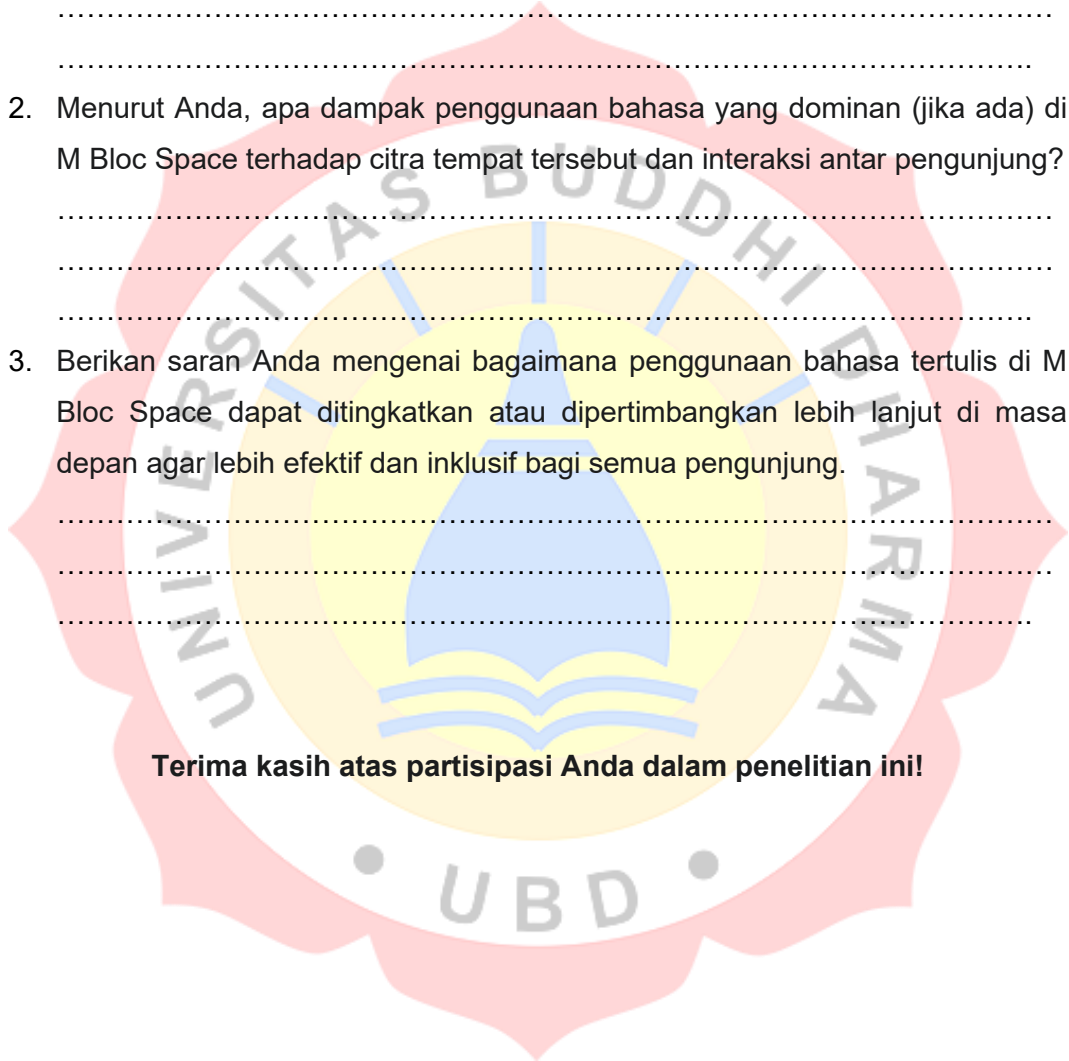 ……………………………………………………………………………………………
………………………………………………………………………………………….
2. Menurut Anda, apa dampak penggunaan bahasa yang dominan (jika ada) di
M Bloc Space terhadap citra tempat tersebut dan interaksi antar pengunjung?
……………………………………………………………………………………………
……………………………………………………………………………………………
………………………………………………………………………………………….
3. Berikan saran Anda mengenai bagaimana penggunaan bahasa tertulis di M
Bloc Space dapat ditingkatkan atau dipertimbangkan lebih lanjut di masa
depan agar lebih efektif dan inklusif bagi semua pengunjung.
……………………………………………………………………………………………
……………………………………………………………………………………………
………………………………………………………………………………………….
Terima kasih atas partisipasi Anda dalam penelitian ini!
UNIVERSITAS BUDDHI DHARMA
• UBD •